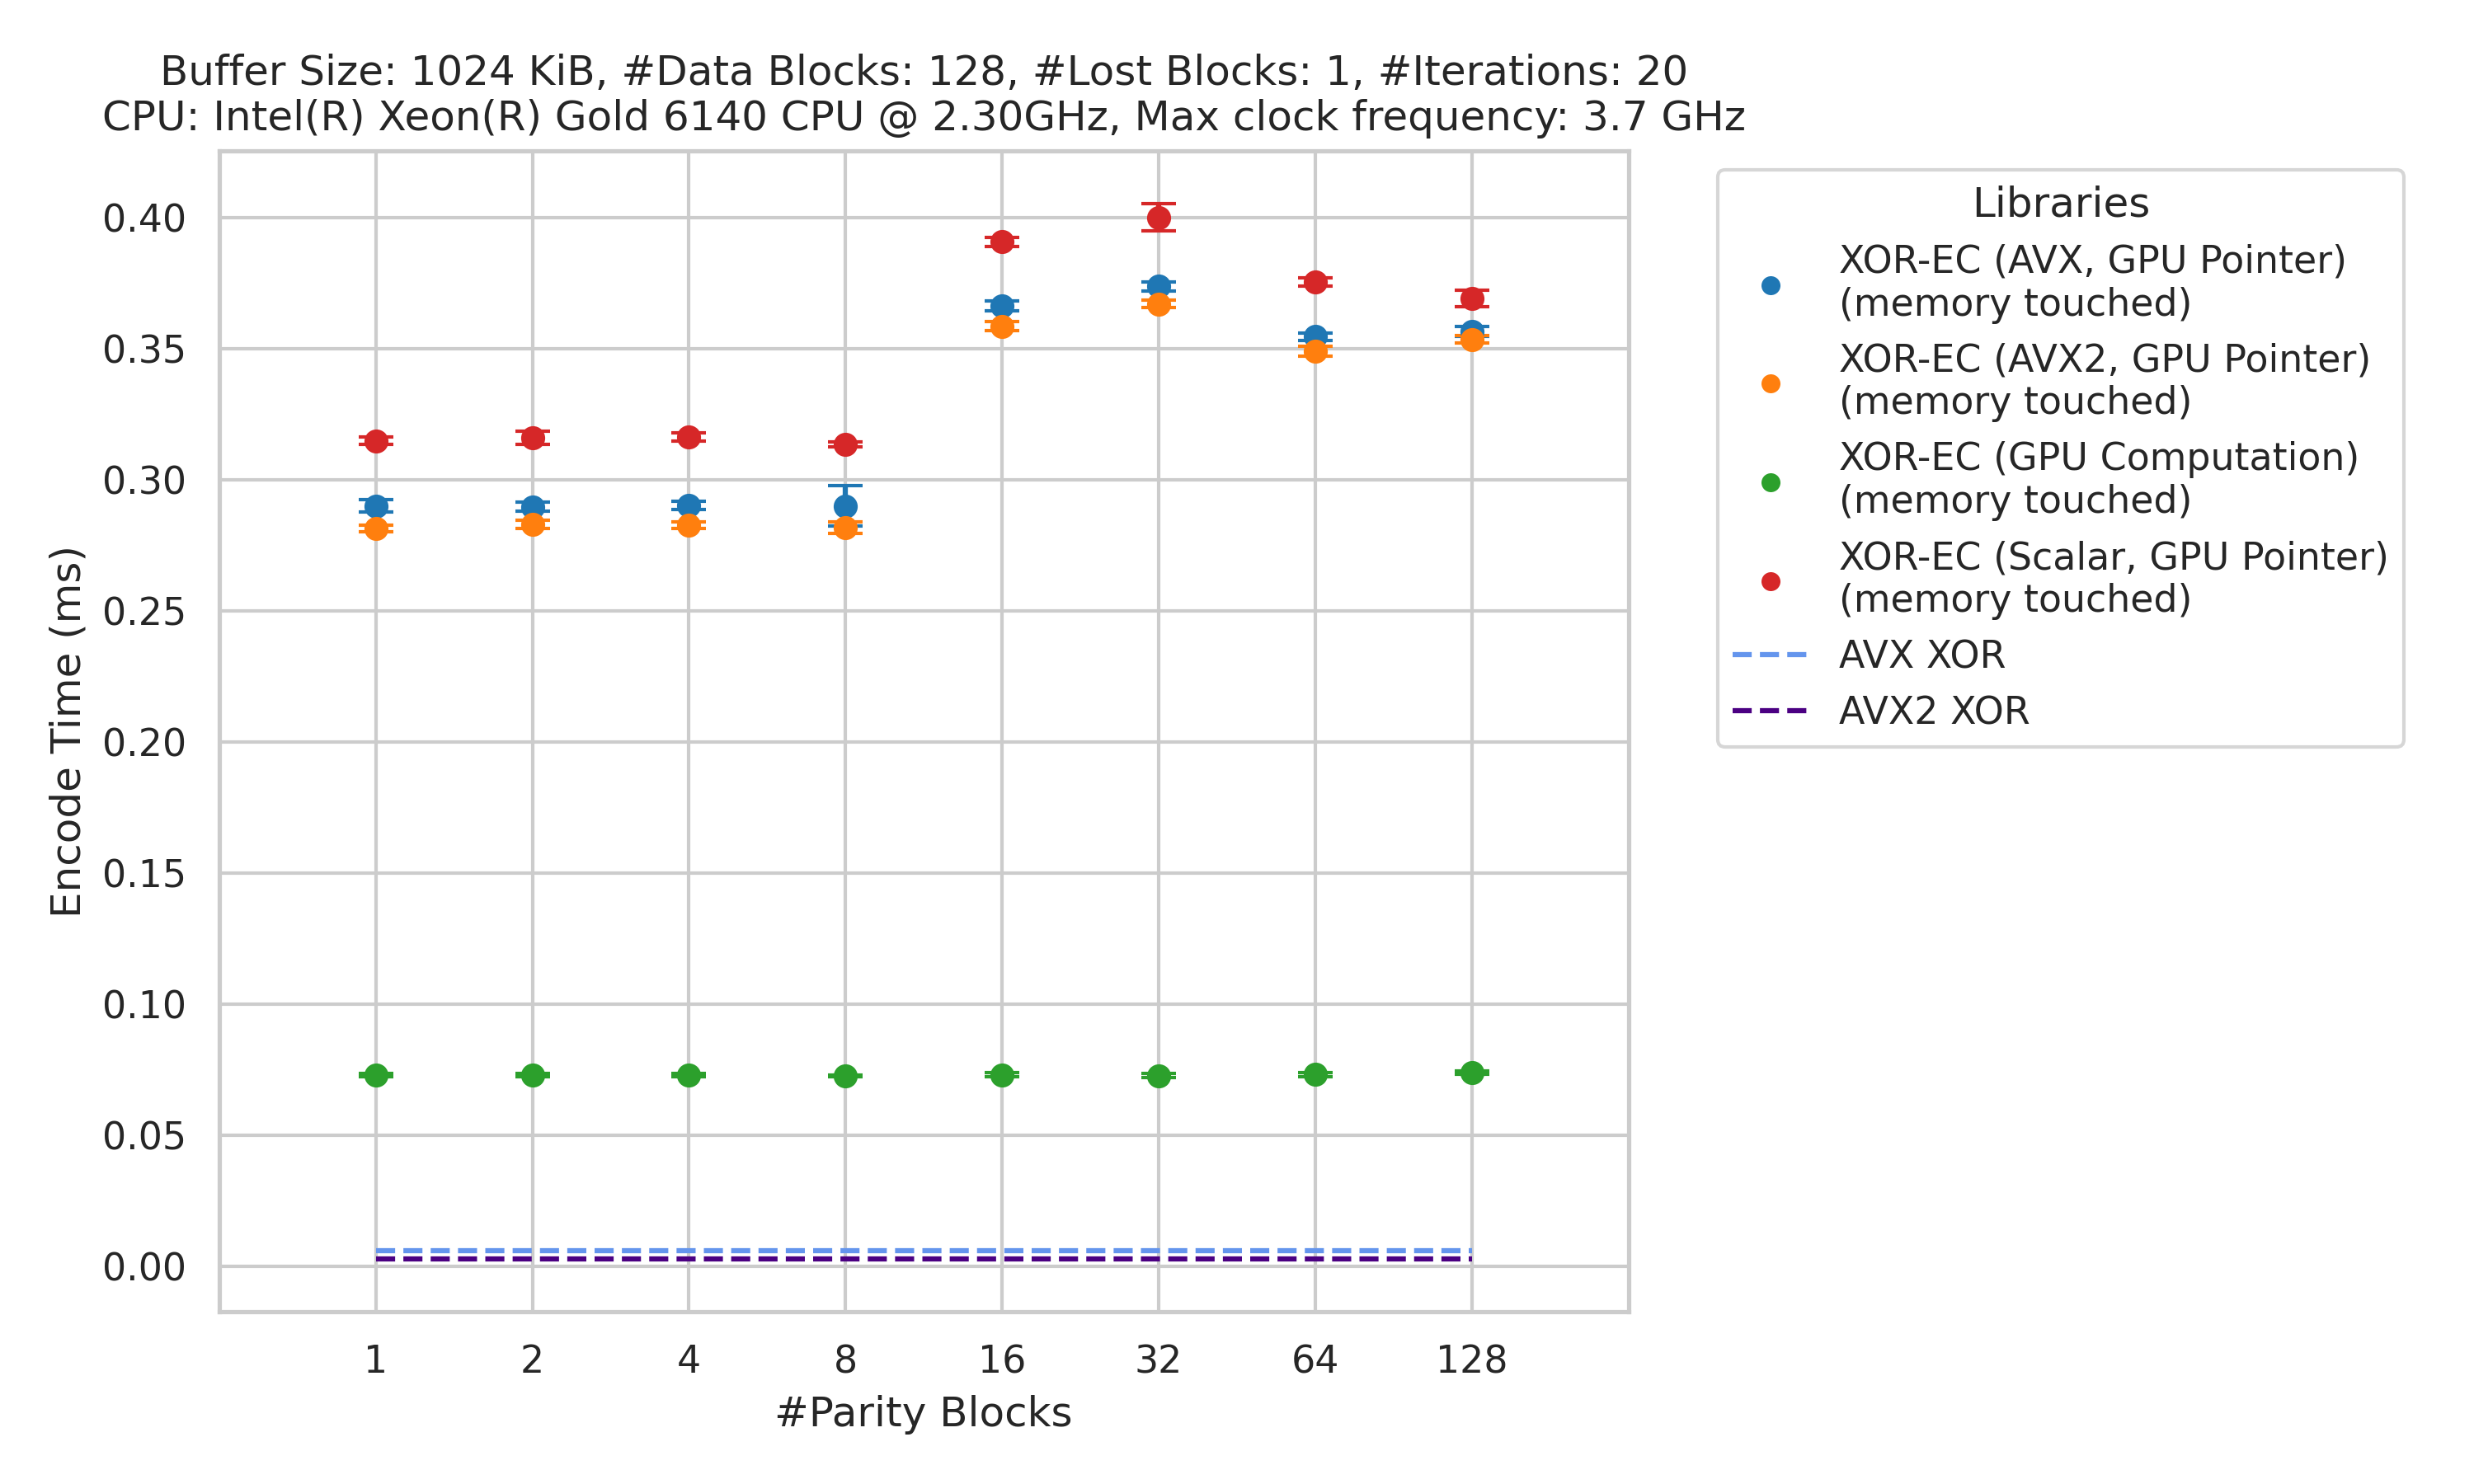 Buffer Size: 1024 KiB, #Data Blocks: 128, #Lost Blocks: 1, #Iterations: 20
CPU: Intel(R) Xeon(R) Gold 6140 CPU @ 2.30GHz, Max clock frequency: 3.7 GHz
Encode Time (ms)
0.40
0.35
0.30
0.25
0.20
0.15
0.10
0.05
0.00
1 2 4 8 16 32 64 128
#Parity Blocks
Libraries
XOR-EC (AVX, GPU Pointer)
(memory touched)
XOR-EC (AVX2, GPU Pointer)
(memory touched)
XOR-EC (GPU Computation)
(memory touched)
XOR-EC (Scalar, GPU Pointer)
(memory touched)
AVX XOR
AVX2 XOR